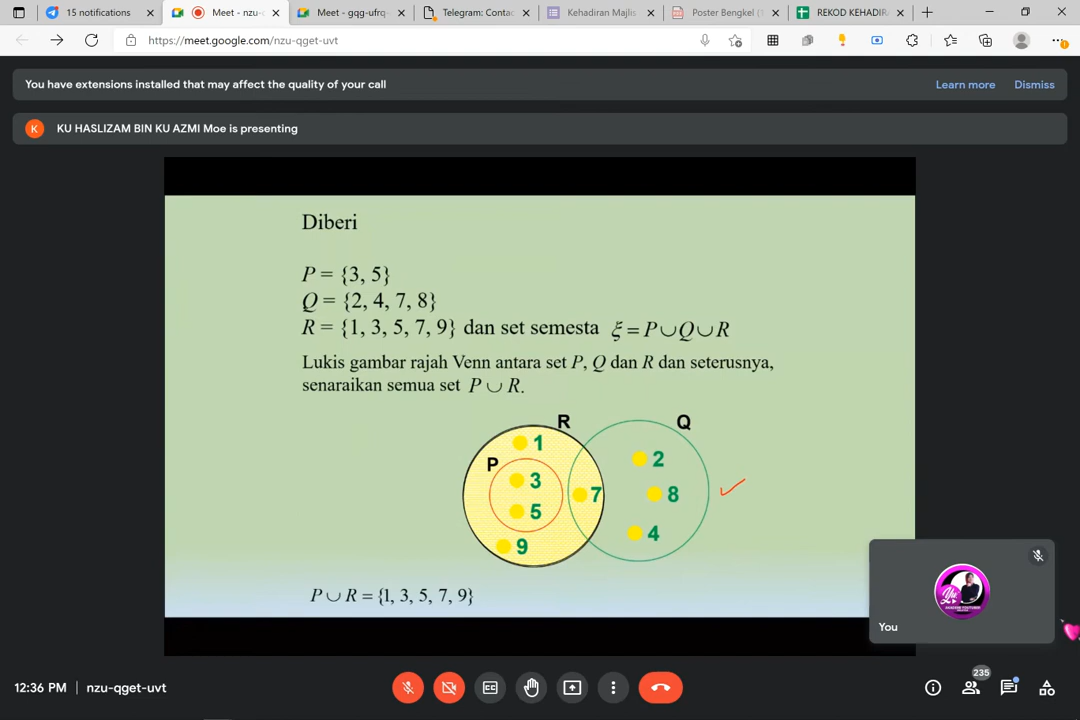 15 notifications
Meet - nzu-
Meet - gqg-ufrq-
Telegram: Contac
Kehadiran Majlis
Poster Bengkel (1
REKOD KEHADIRA
https://meet.google.com/nzu-qget-uvt
You have extensions installed that may affect the quality of your call
Learn more
Dismiss
K
KU HASLIZAM BIN KU AZMI Moe is presenting
Diberi
P = {3, 5}
Q = {2, 4, 7, 8}
R = {1, 3, 5, 7, 9} dan set semesta ξ = P∪Q∪R
Lukis gambar rajah Venn antara set P, Q dan R dan seterusnya,
senaraikan semua set P ∪ R.
R
Q
1
P
2
3
7
8
5
4
9
P ∪ R = {1, 3, 5, 7, 9}
You
12:36 PM
nzu-qget-uvt
235